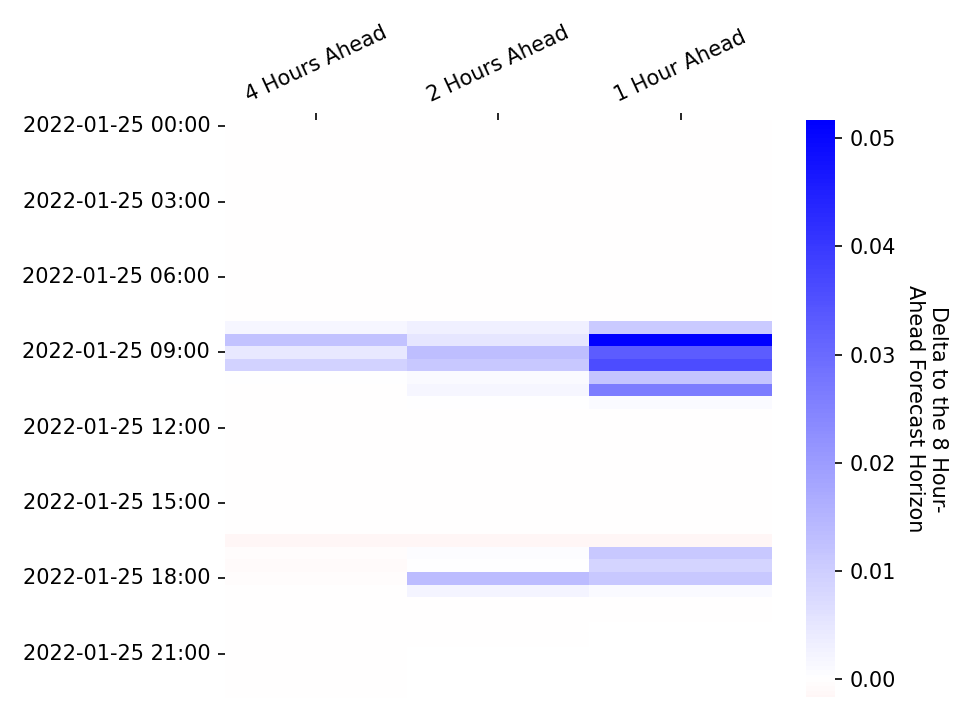 4 Hours Ahead
2 Hours Ahead
1 Hour Ahead
2022-01-25 00:00
2022-01-25 03:00
2022-01-25 06:00
2022-01-25 09:00
2022-01-25 12:00
2022-01-25 15:00
2022-01-25 18:00
2022-01-25 21:00
0.05
0.04
0.03
0.02
0.01
0.00
Delta to the 8 Hour-
Ahead Forecast Horizon